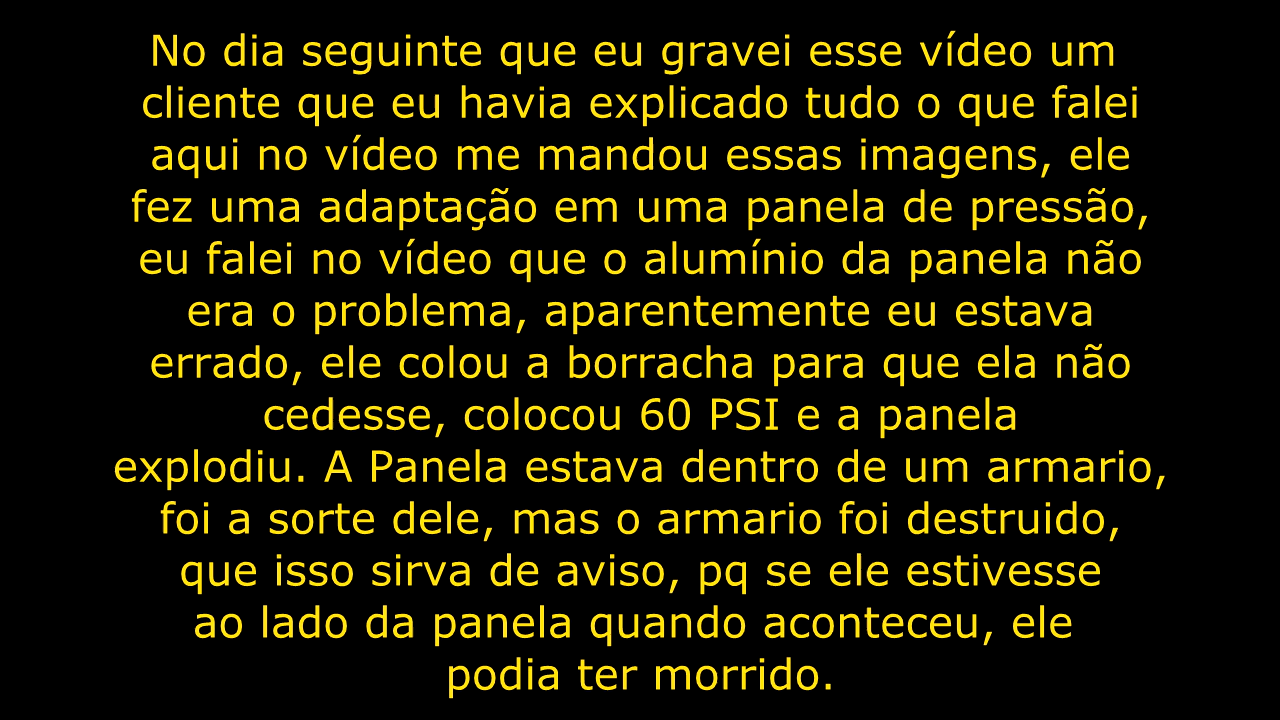 No dia seguinte que eu gravei esse vídeo um
cliente que eu havia explicado tudo o que falei
aqui no vídeo me mandou essas imagens, ele
fez uma adaptação em uma panela de pressão,
eu falei no vídeo que o alumínio da panela não
era o problema, aparentemente eu estava
errado, ele colou a borracha para que ela não
cedesse, colocou 60 PSI e a panela
explodiu. A Panela estava dentro de um armario,
foi a sorte dele, mas o armario foi destruido,
que isso sirva de aviso, pq se ele estivesse
ao lado da panela quando aconteceu, ele
podia ter morrido.